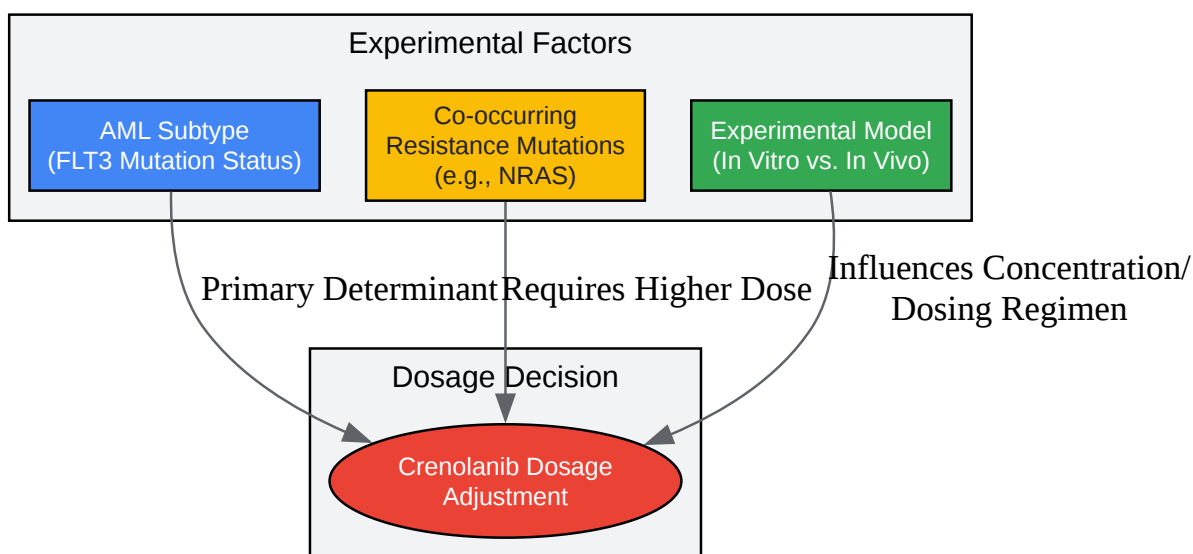 Experimental Factors
AML Subtype
(FLT3 Mutation Status)
Co-occurring
Resistance Mutations
(e.g., NRAS)
Experimental Model
(In Vitro vs. In Vivo)
Primary Determinant
Requires Higher Dose
Influences Concentration/
Dosing Regimen
Dosage Decision
Crenolanib Dosage
Adjustment